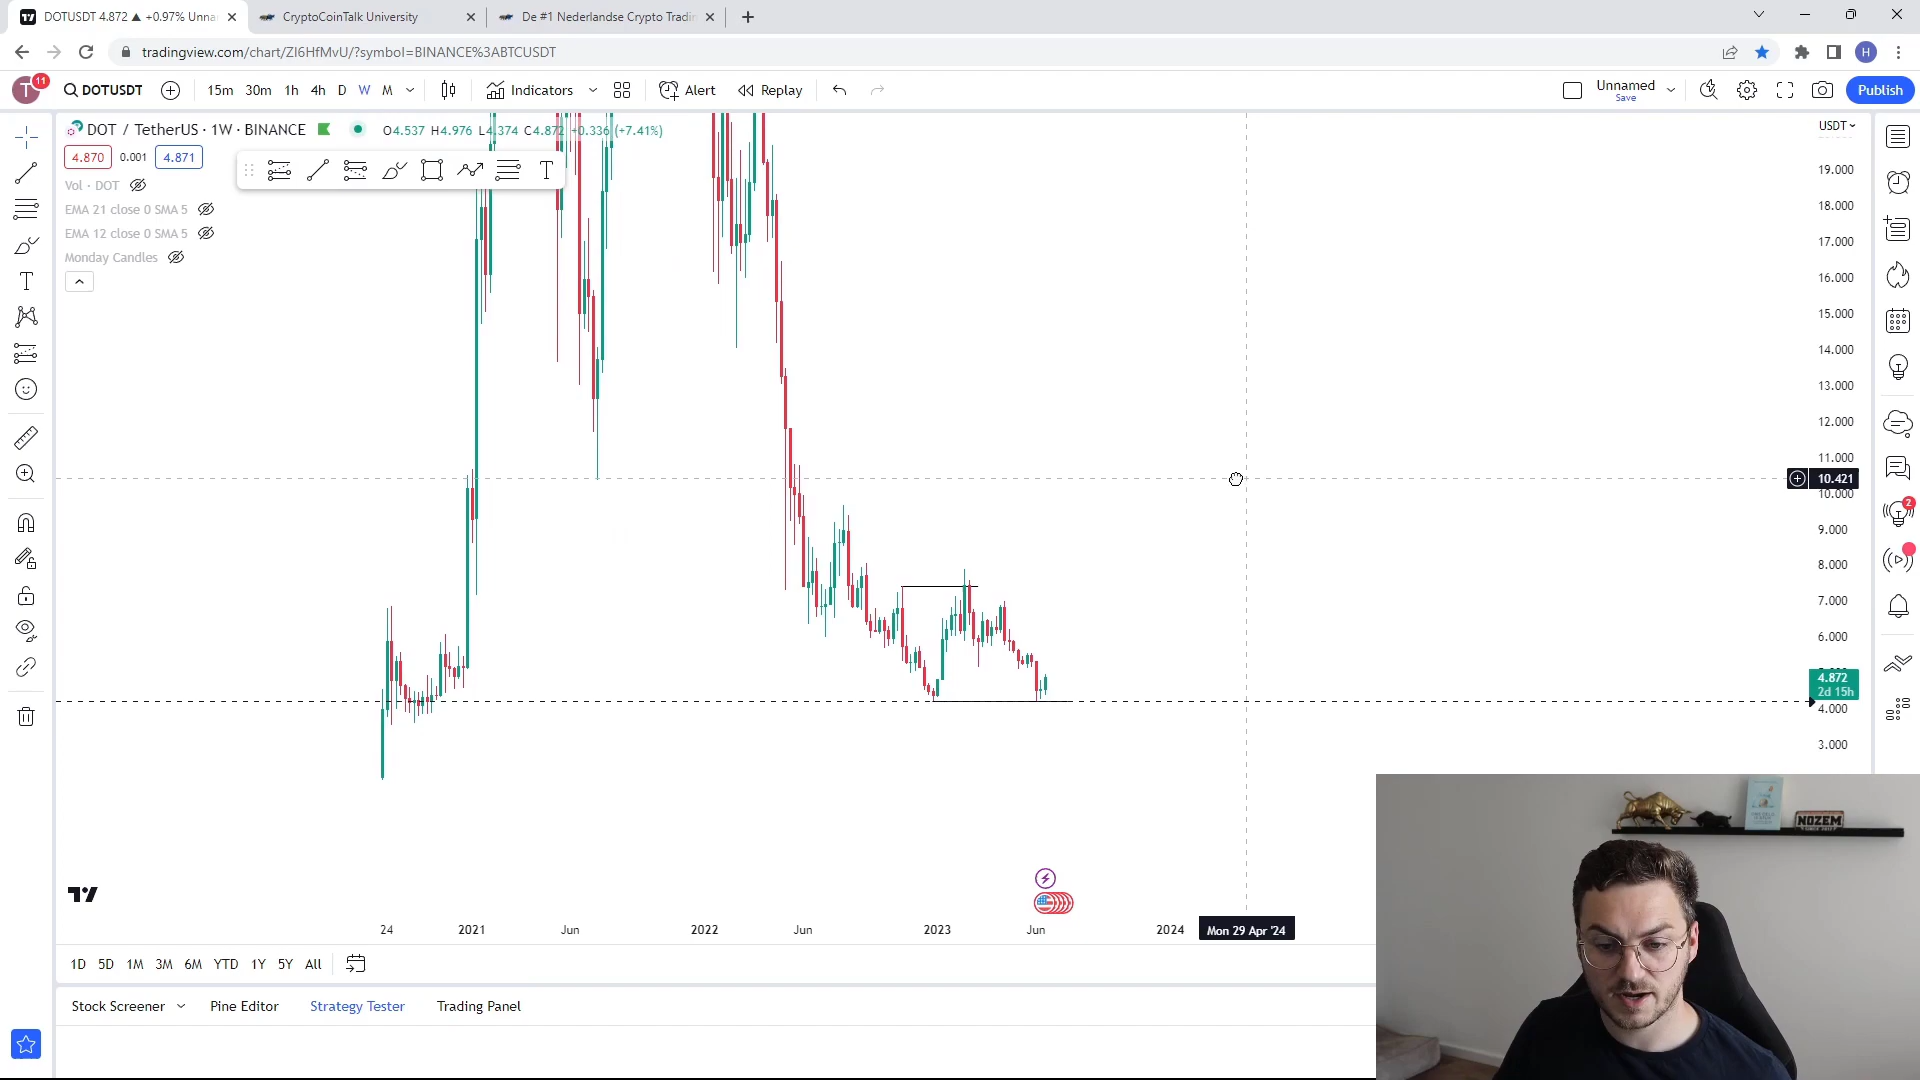 DOTUSDT 4.872 ▲ +0.97% Unna
CryptoCoinTalk University
De #1 Nederlandse Crypto Tradin
tradingview.com/chart/ZI6HfMvU/?symbol=BINANCE%3ABTCUSDT
H
T
11
DOTUSDT
15m 30m 1h 4h D W M
Indicators
Alert
Replay
Unnamed
Save
Publish
DOT / TetherUS · 1W · BINANCE
O4.537 H4.976 L4.374 C4.872 +0.336 (+7.41%)
USDT
4.870 0.001 4.871
Vol · DOT
EMA 21 close 0 SMA 5
EMA 12 close 0 SMA 5
Monday Candles
19.000
18.000
17.000
16.000
15.000
14.000
13.000
12.000
11.000
10.421
10.000
9.000
8.000
7.000
6.000
4.872
2d 15h
4.000
3.000
2
NOZEM
24 2021 Jun 2022 Jun 2023 Jun 2024 Mon 29 Apr '24
1D 5D 1M 3M 6M YTD 1Y 5Y All
Stock Screener Pine Editor Strategy Tester Trading Panel